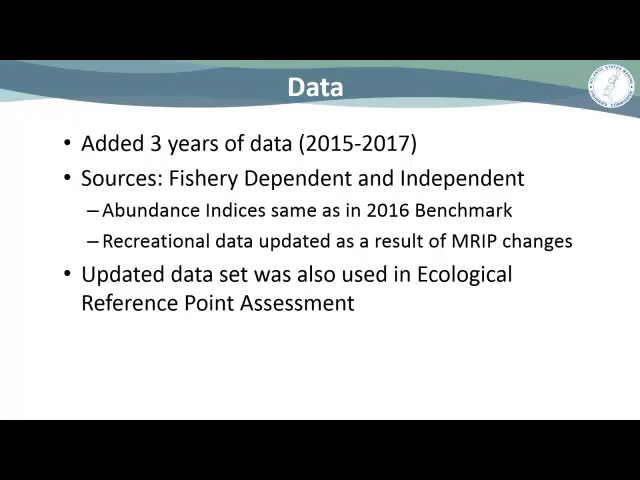 Data
• Added 3 years of data (2015-2017)
• Sources: Fishery Dependent and Independent
– Abundance Indices same as in 2016 Benchmark
– Recreational data updated as a result of MRIP changes
• Updated data set was also used in Ecological
Reference Point Assessment